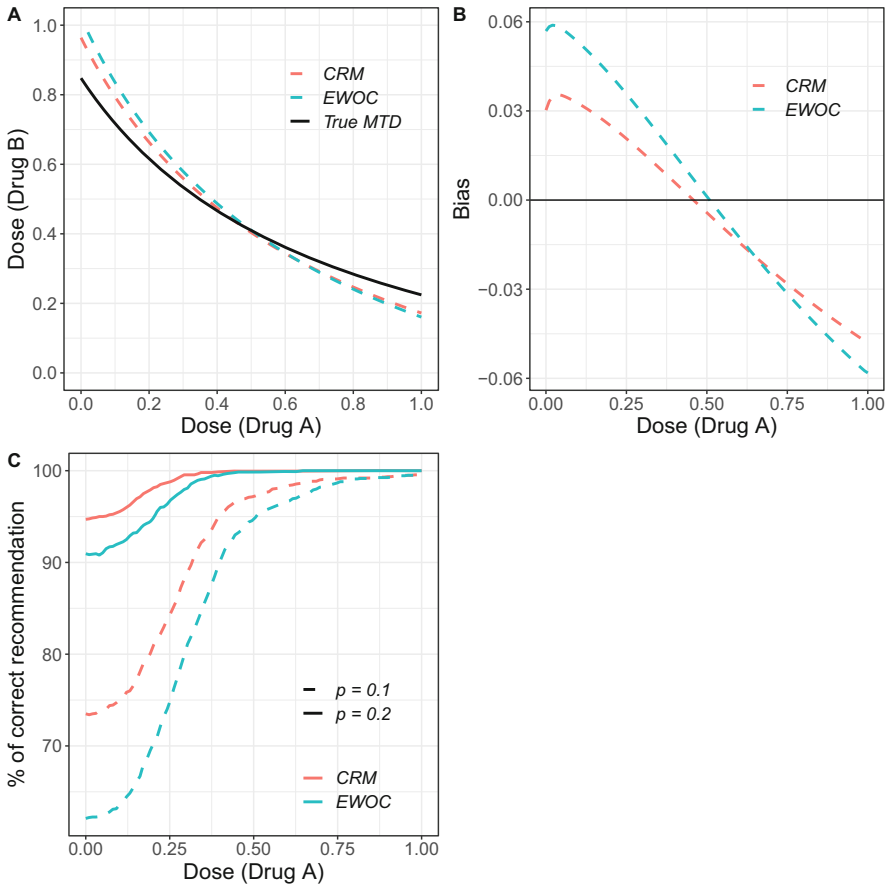 A
1.0
0.8
0.6
0.4
0.2
0.0
Dose (Drug B)
CRM
EWOC
True MTD
0.0 0.2 0.4 0.6 0.8 1.0
Dose (Drug A)
B
0.06
0.03
0.00
−0.03
−0.06
Bias
CRM
EWOC
0.00 0.25 0.50 0.75 1.00
Dose (Drug A)
C
100
90
80
70
% of correct recommendation
p = 0.1
p = 0.2
CRM
EWOC
0.00 0.25 0.50 0.75 1.00
Dose (Drug A)